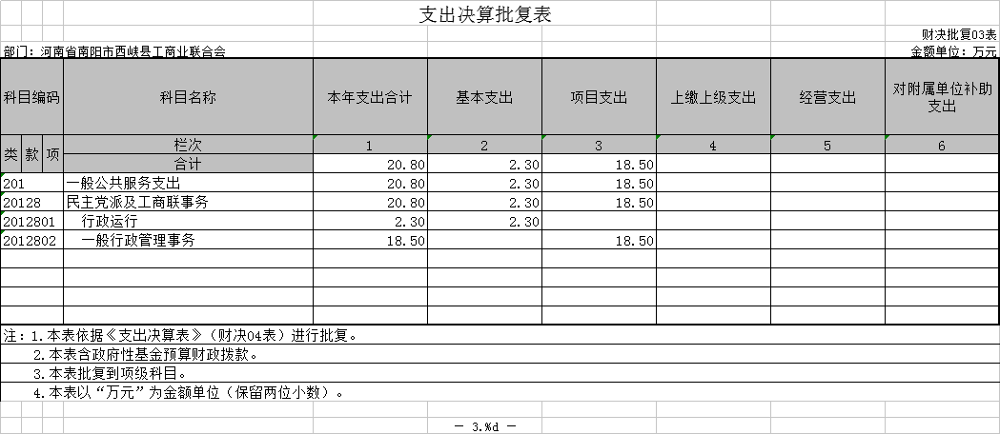 支出决算批复表
财决批复03表
部门：河南省南阳市西峡县工商业联合会 金额单位：万元
科目编码 科目名称 本年支出合计 基本支出 项目支出 上缴上级支出 经营支出 对附属单位补助
支出
类 款 项 栏次 1 2 3 4 5 6
合计 20.80 2.30 18.50
201 一般公共服务支出 20.80 2.30 18.50
20128 民主党派及工商联事务 20.80 2.30 18.50
2012801 行政运行 2.30 2.30
2012802 一般行政管理事务 18.50 18.50
注：1.本表依据《支出决算表》（财决04表）进行批复。
2.本表含政府性基金预算财政拨款。
3.本表批复到项级科目。
4.本表以“万元”为金额单位（保留两位小数）。
— 3.%d —